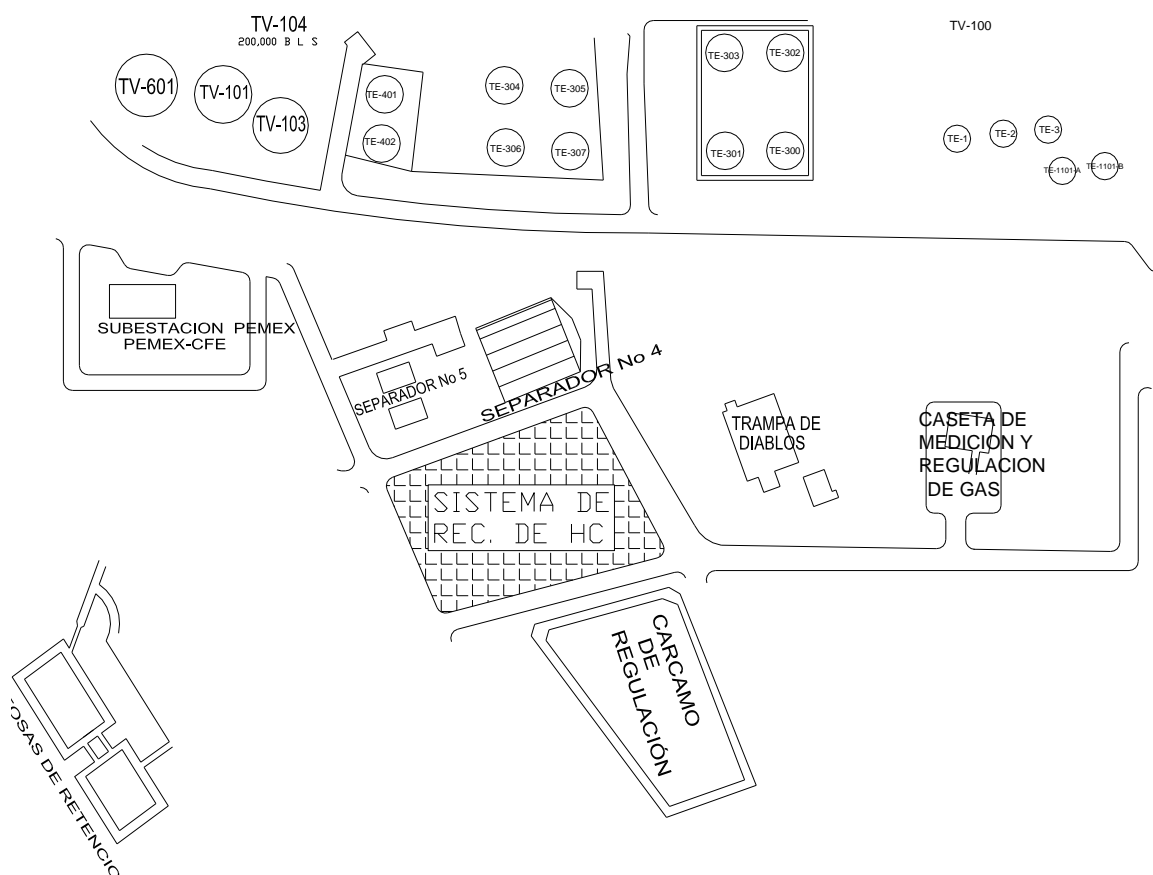 TV-104
200,000 B L S
TV-100
TV-601
TV-101
TV-103
TE-401
TE-402
TE-304
TE-305
TE-306
TE-307
TE-303
TE-302
TE-301
TE-300
TE-1
TE-2
TE-3
TE-1101-A
TE-1101-B
SUBESTACION PEMEX
PEMEX-CFE
SEPARADOR No 5
SEPARADOR No 4
TRAMPA DE
DIABLOS
CASETA DE
MEDICION Y
REGULACION
DE GAS
SISTEMA DE
REC. DE HC
CARCAMO
DE
REGULACIÓN
OSAS DE RETENCIO